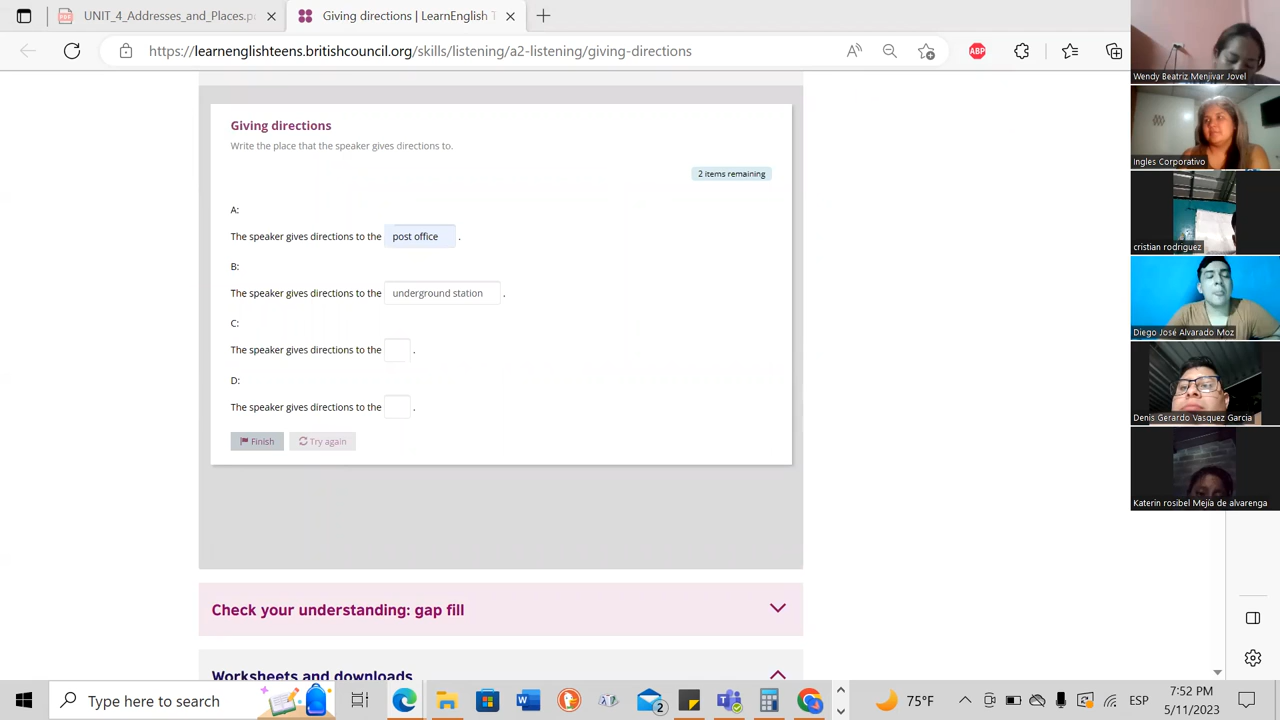 UNIT_4_Addresses_and_Places.p
Giving directions | LearnEnglish T
https://learnenglishteens.britishcouncil.org/skills/listening/a2-listening/giving-directions
ABP
Giving directions
Write the place that the speaker gives directions to.
2 items remaining
A:
The speaker gives directions to the post office .
B:
The speaker gives directions to the underground station .
C:
The speaker gives directions to the .
D:
The speaker gives directions to the .
Finish Try again
Check your understanding: gap fill
Worksheets and downloads
Wendy Beatriz Menjivar Jovel
Ingles Corporativo
cristian rodriguez
Diego José Alvarado Moz
Denis Gerardo Vasquez Garcia
Katerin rosibel Mejía de alvarenga
Type here to search
2
75°F
ESP
7:52 PM
5/11/2023